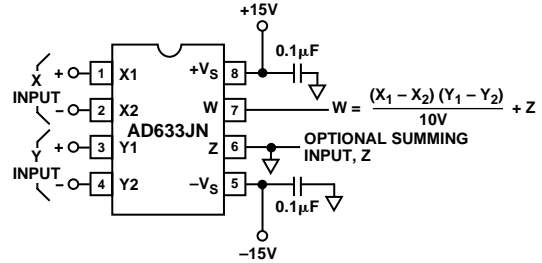 +15V
0.1μF
X
INPUT
+
–
1 X1
2 X2
Y
INPUT
+
–
3 Y1
4 Y2
AD633JN
+VS 8
W 7
Z 6
–VS 5
W = (X1 – X2) (Y1 – Y2) / 10V + Z
OPTIONAL SUMMING
INPUT, Z
0.1μF
–15V